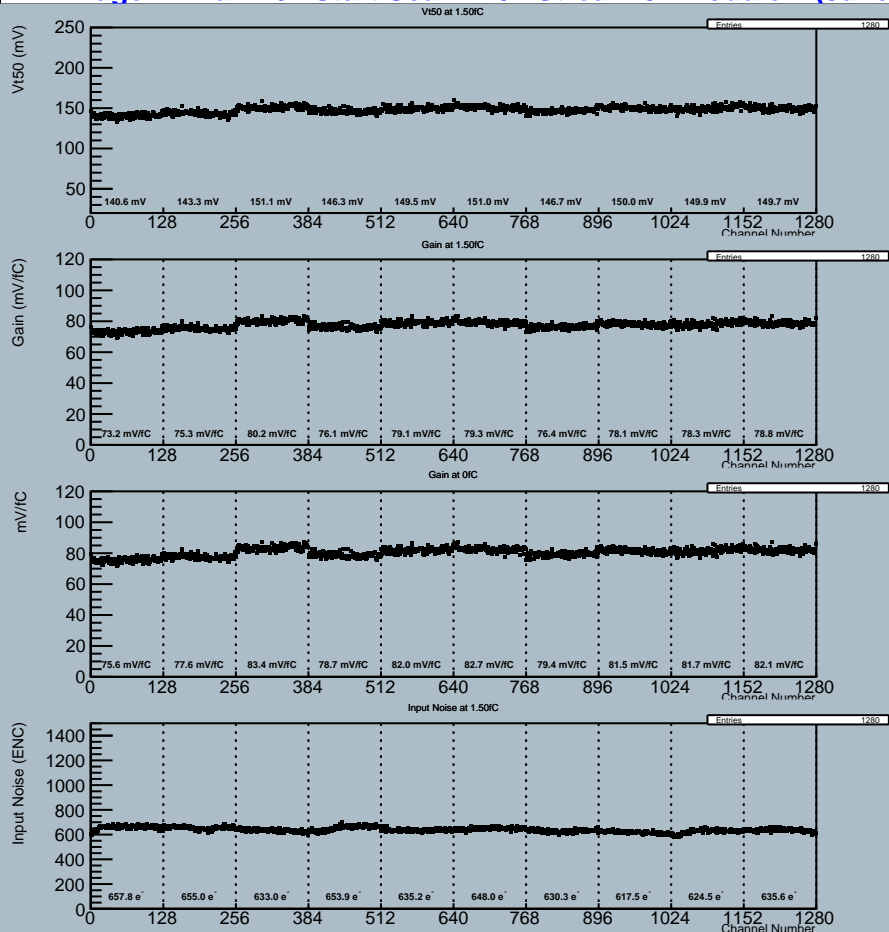 Vt50 at 1.50fC
Entries 1280
Vt50 (mV)
250
200
150
100
50
140.6 mV 143.3 mV 151.1 mV 146.3 mV 149.5 mV 151.0 mV 146.7 mV 150.0 mV 149.9 mV 149.7 mV
0 128 256 384 512 640 768 896 1024 1152 1280
Channel Number
Gain at 1.50fC
Entries 1280
Gain (mV/fC)
120
100
80
60
40
20
0
73.2 mV/fC 75.3 mV/fC 80.2 mV/fC 76.1 mV/fC 79.1 mV/fC 79.3 mV/fC 76.4 mV/fC 78.1 mV/fC 78.3 mV/fC 78.8 mV/fC
0 128 256 384 512 640 768 896 1024 1152 1280
Channel Number
Gain at 0fC
Entries 1280
mV/fC
120
100
80
60
40
20
0
75.6 mV/fC 77.6 mV/fC 83.4 mV/fC 78.7 mV/fC 82.0 mV/fC 82.7 mV/fC 79.4 mV/fC 81.5 mV/fC 81.7 mV/fC 82.1 mV/fC
0 128 256 384 512 640 768 896 1024 1152 1280
Channel Number
Input Noise at 1.50fC
Entries 1280
Input Noise (ENC)
1400
1200
1000
800
600
400
200
0
657.8 e⁻ 655.0 e⁻ 633.0 e⁻ 653.9 e⁻ 635.2 e⁻ 648.0 e⁻ 630.3 e⁻ 617.5 e⁻ 624.5 e⁻ 635.6 e⁻
0 128 256 384 512 640 768 896 1024 1152 1280
Channel Number